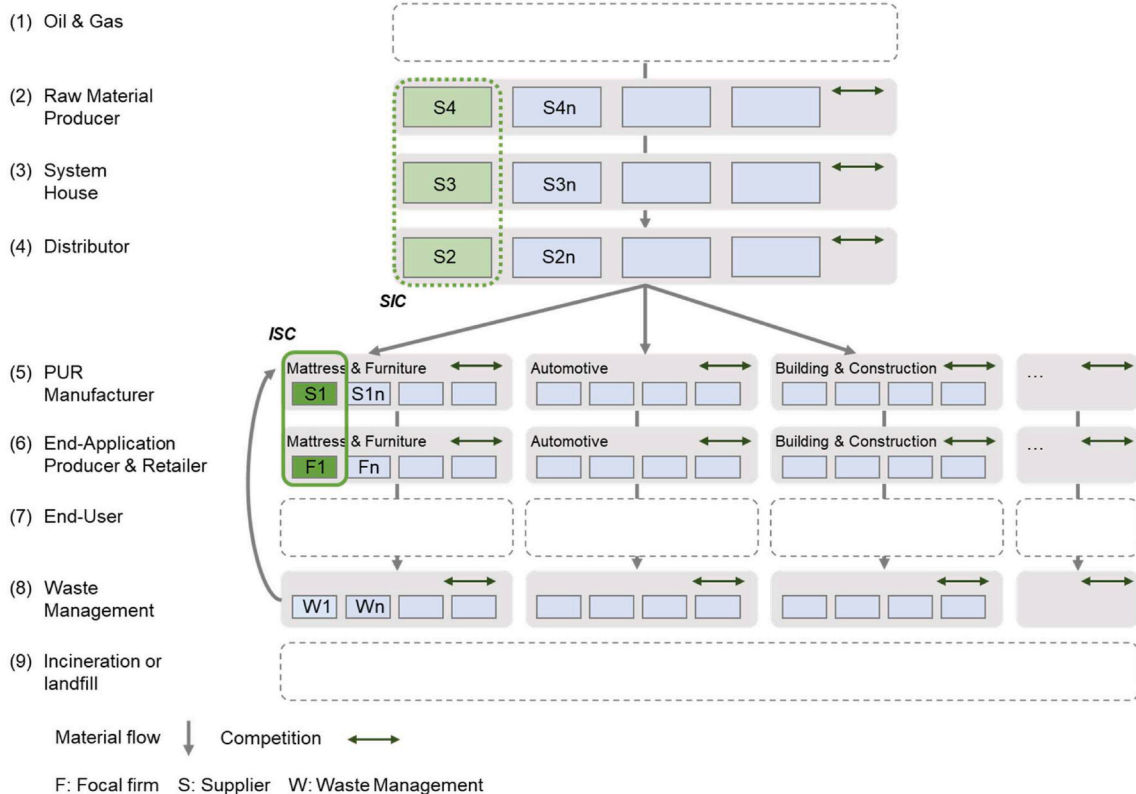 (1) Oil & Gas
(2) Raw Material
Producer
S4 S4n
(3) System
House
S3 S3n
(4) Distributor
S2 S2n
SIC
ISC
(5) PUR
Manufacturer
Mattress & Furniture Automotive Building & Construction ...
S1 S1n
(6) End-Application
Producer & Retailer
Mattress & Furniture Automotive Building & Construction ...
F1 Fn
(7) End-User
(8) Waste
Management
W1 Wn
(9) Incineration or
landfill
Material flow Competition
F: Focal firm S: Supplier W: Waste Management